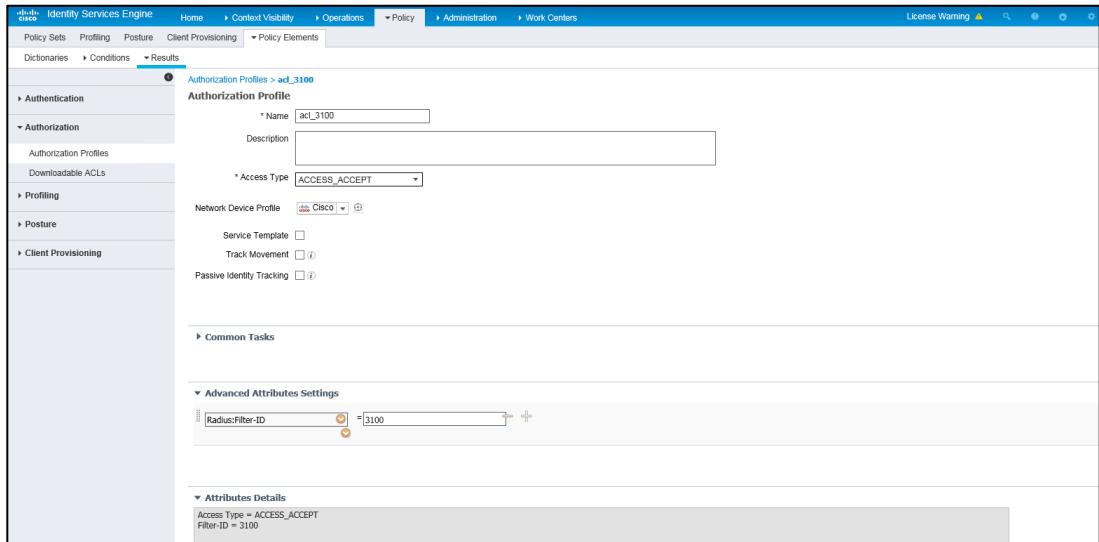 cisco Identity Services Engine Home Context Visibility Operations Policy Administration Work Centers License Warning
Policy Sets Profiling Posture Client Provisioning Policy Elements
Dictionaries Conditions Results
Authorization Profiles > acl_3100
Authorization Profile
* Name acl_3100
Description
* Access Type ACCESS_ACCEPT
Network Device Profile Cisco
Service Template
Track Movement
Passive Identity Tracking
Authentication
Authorization
Authorization Profiles
Downloadable ACLs
Profiling
Posture
Client Provisioning
Common Tasks
Advanced Attributes Settings
Radius:Filter-ID = 3100
Attributes Details
Access Type = ACCESS_ACCEPT
Filter-ID = 3100